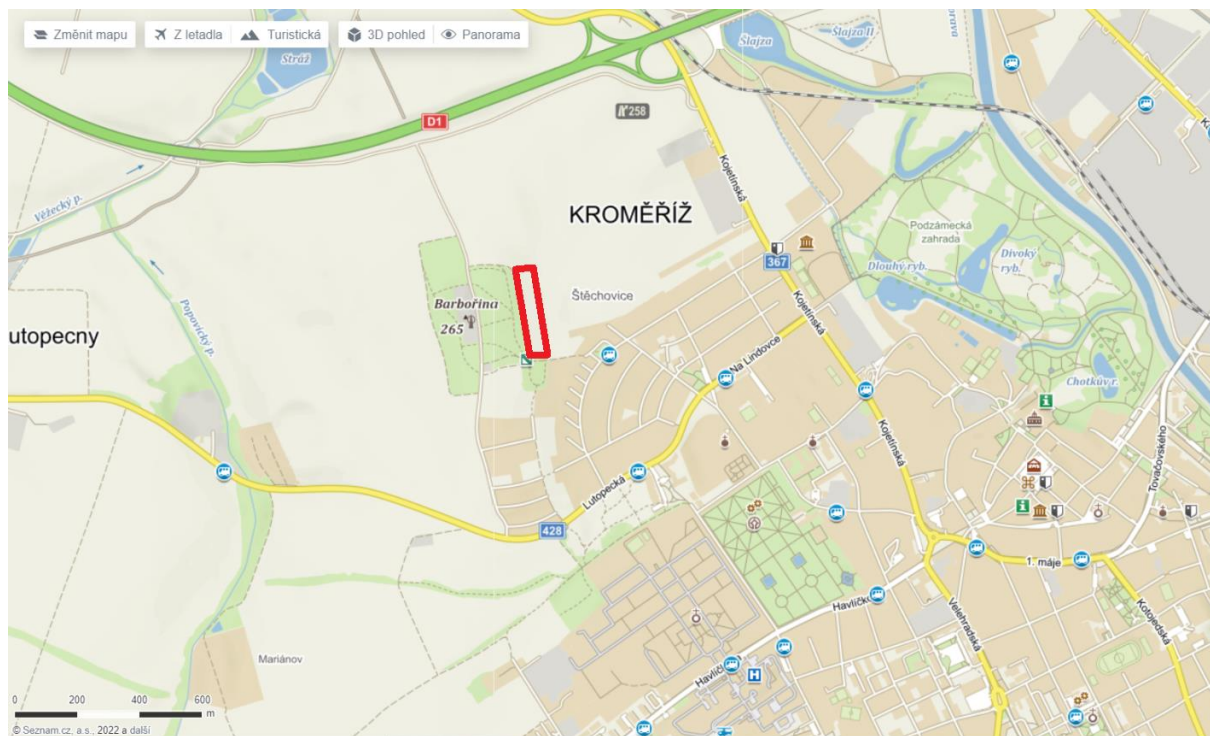 Změnit mapu
Z letadla
Turistická
3D pohled
Panorama
Stráž
Šlajza
Šlajza II
D1
258
Kojetínská
Věžecký p.
KROMĚŘÍŽ
Podzámecká
zahrada
Divoký
ryb.
Dlouhý ryb.
367
Popovický p.
Barbořina
265
Štěchovice
Kojetínská
utopecny
Na Lindovce
Chotkův r.
Kojetínská
Tovačovského
Lutopecká
428
1. máje
Havlíčko
Velehradská
Kotojedská
Mariánov
Havlíč
H
0 200 400 600
m
© Seznam.cz, a.s., 2022 a další